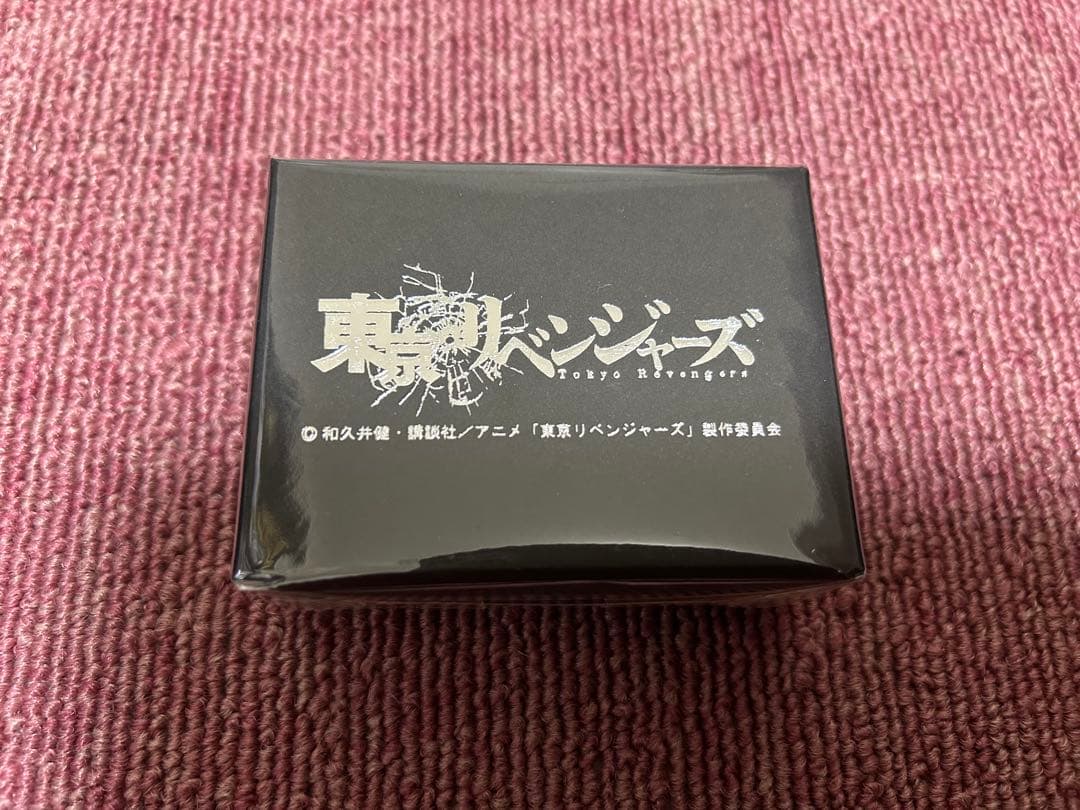 東京卍リベンジャーズ
Tokyo Revengers
© 和久井健・講談社／アニメ「東京リベンジャーズ」製作委員会